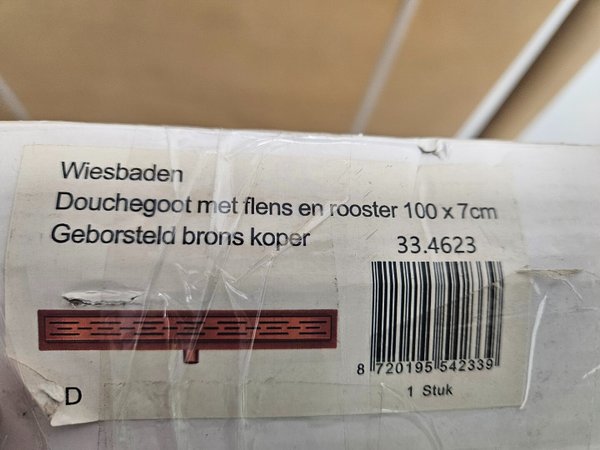 Wiesbaden
Douchegoot met flens en rooster 100 x 7cm
Geborsteld brons koper
33.4623
8 720195 542339
1 Stuk
D